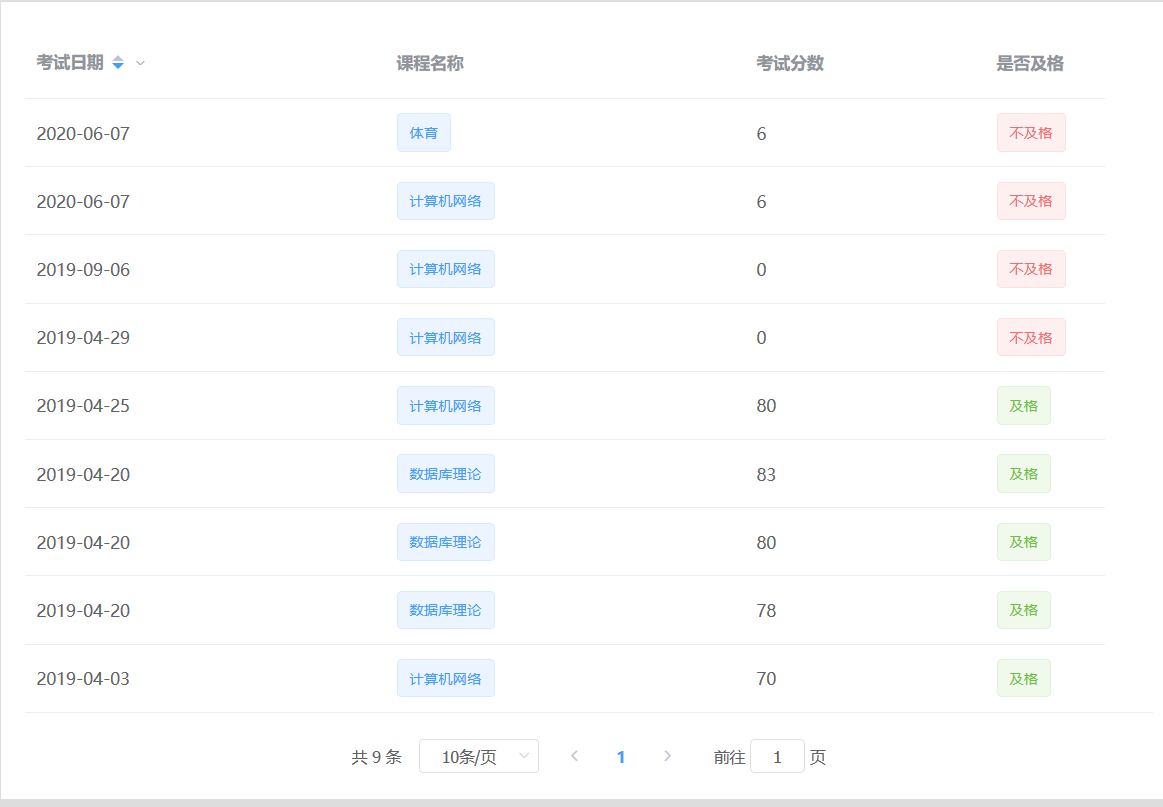 考试日期 课程名称 考试分数 是否及格
2020-06-07 体育 6 不及格
2020-06-07 计算机网络 6 不及格
2019-09-06 计算机网络 0 不及格
2019-04-29 计算机网络 0 不及格
2019-04-25 计算机网络 80 及格
2019-04-20 数据库理论 83 及格
2019-04-20 数据库理论 80 及格
2019-04-20 数据库理论 78 及格
2019-04-03 计算机网络 70 及格
共 9 条 10条/页 1 前往 1 页